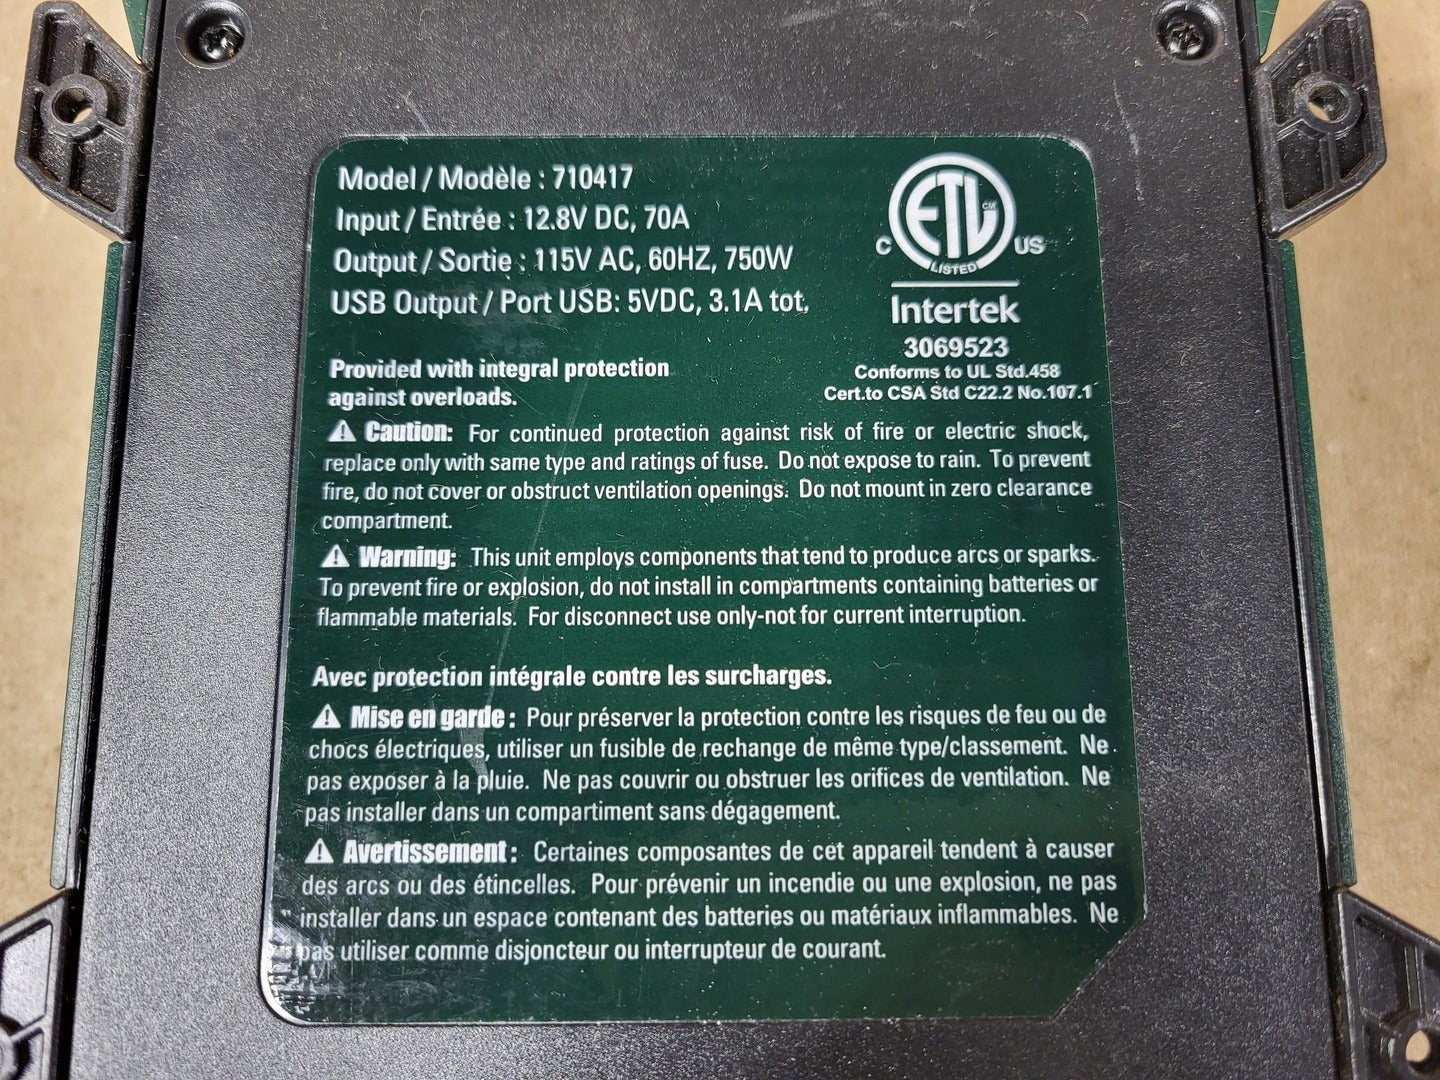 Model / Modèle : 710417
Input / Entrée : 12.8V DC, 70A
Output / Sortie : 115V AC, 60HZ, 750W
USB Output / Port USB: 5VDC, 3.1A tot.
ETL CM
C US
LISTED
Intertek
3069523
Conforms to UL Std.458
Cert.to CSA Std C22.2 No.107.1
Provided with integral protection
against overloads.
⚠ Caution: For continued protection against risk of fire or electric shock,
replace only with same type and ratings of fuse. Do not expose to rain. To prevent
fire, do not cover or obstruct ventilation openings. Do not mount in zero clearance
compartment.
⚠ Warning: This unit employs components that tend to produce arcs or sparks.
To prevent fire or explosion, do not install in compartments containing batteries or
flammable materials. For disconnect use only-not for current interruption.
Avec protection intégrale contre les surcharges.
⚠ Mise en garde : Pour préserver la protection contre les risques de feu ou de
chocs électriques, utiliser un fusible de rechange de même type/classement. Ne
pas exposer à la pluie. Ne pas couvrir ou obstruer les orifices de ventilation. Ne
pas installer dans un compartiment sans dégagement.
⚠ Avertissement : Certaines composantes de cet appareil tendent à causer
des arcs ou des étincelles. Pour prévenir un incendie ou une explosion, ne pas
installer dans un espace contenant des batteries ou matériaux inflammables. Ne
pas utiliser comme disjoncteur ou interrupteur de courant.